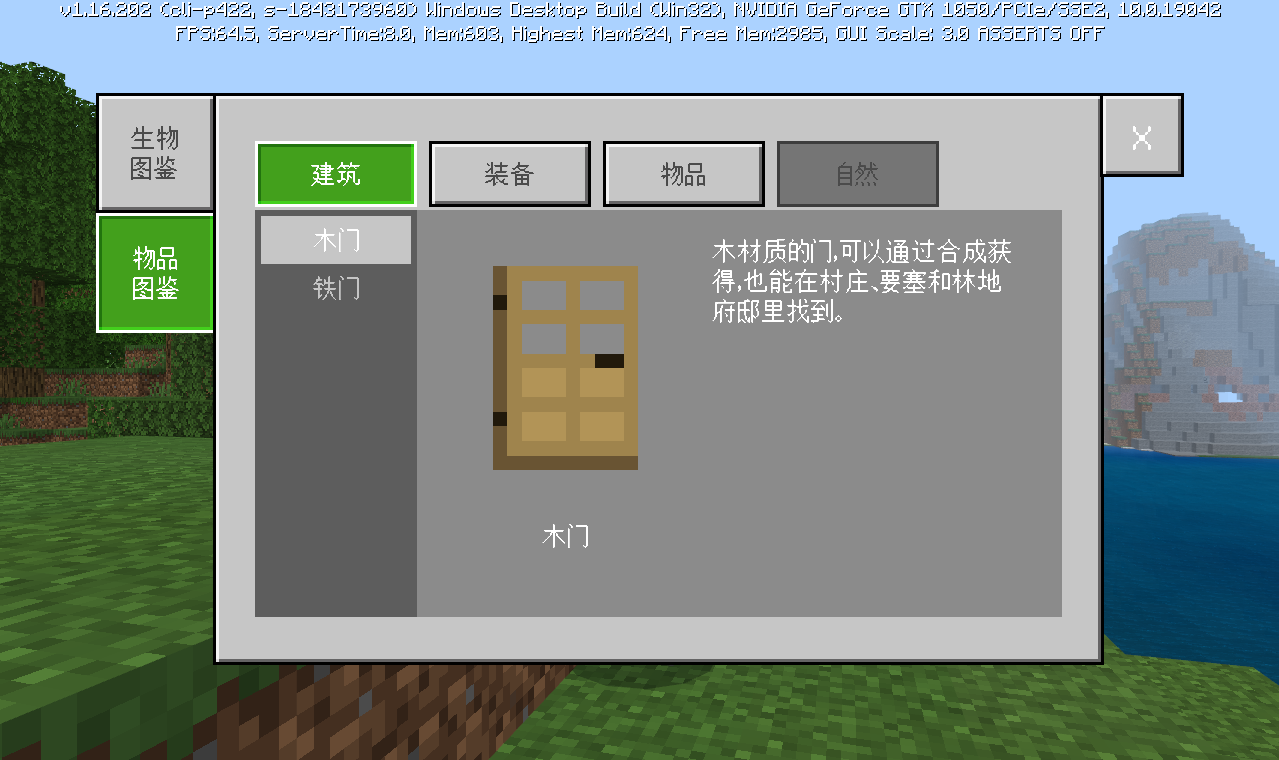 v1.16.202 (cli-p422, s-1843173960) Windows Desktop Build (Win32), NVIDIA GeForce GTX 1050/PCIe/SSE2, 10.0.19042
FPS:64.5, ServerTime:8.0, Mem:603, Highest Mem:624, Free Mem:2985, GUI Scale: 3.0 ASSERTS OFF
生物
图鉴
物品
图鉴
建筑
装备
物品
自然
X
木门
铁门
木材质的门,可以通过合成获
得,也能在村庄、要塞和林地
府邸里找到。
木门